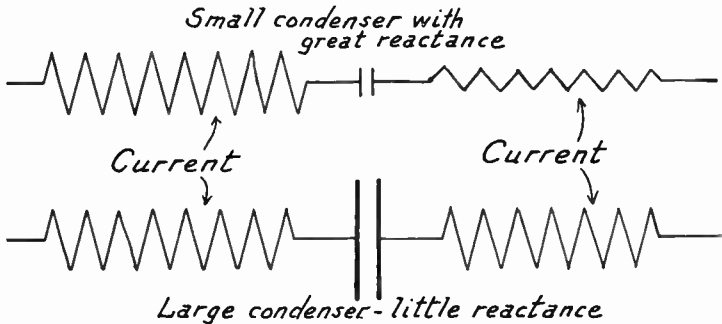 Small condenser with
great reactance
Current
Current
Large condenser - little reactance